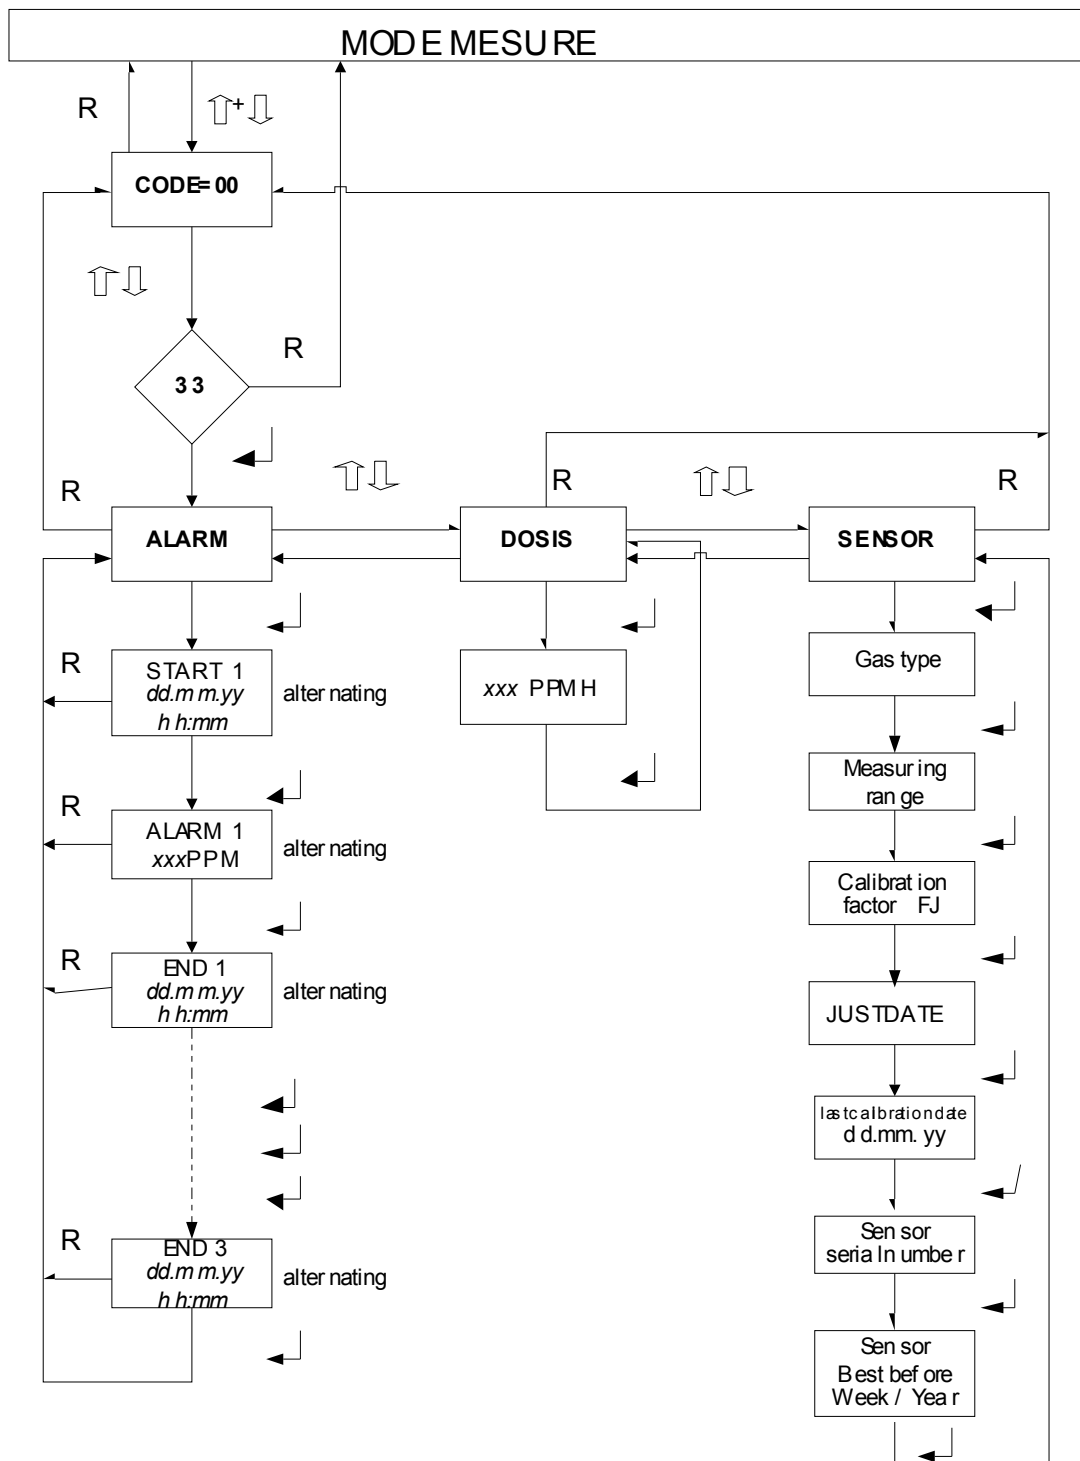 MODE MESURE
R
⇧+⇩
CODE=00
⇧⇩
R
33
R
⇧⇩
R
⇧⇩
R
ALARM
DOSIS
SENSOR
R
START 1
dd.mm.yy
hh:mm
alternating
xxx PPMH
Gas type
R
ALARM 1
xxxPPM
alternating
Measuring
range
Calibration
factor FJ
R
END 1
dd.mm.yy
hh:mm
alternating
JUSTDATE
last calbration date
dd.mm.yy
R
END 3
dd.mm.yy
hh:mm
alternating
Sensor
serial number
Sensor
Best before
Week / Year